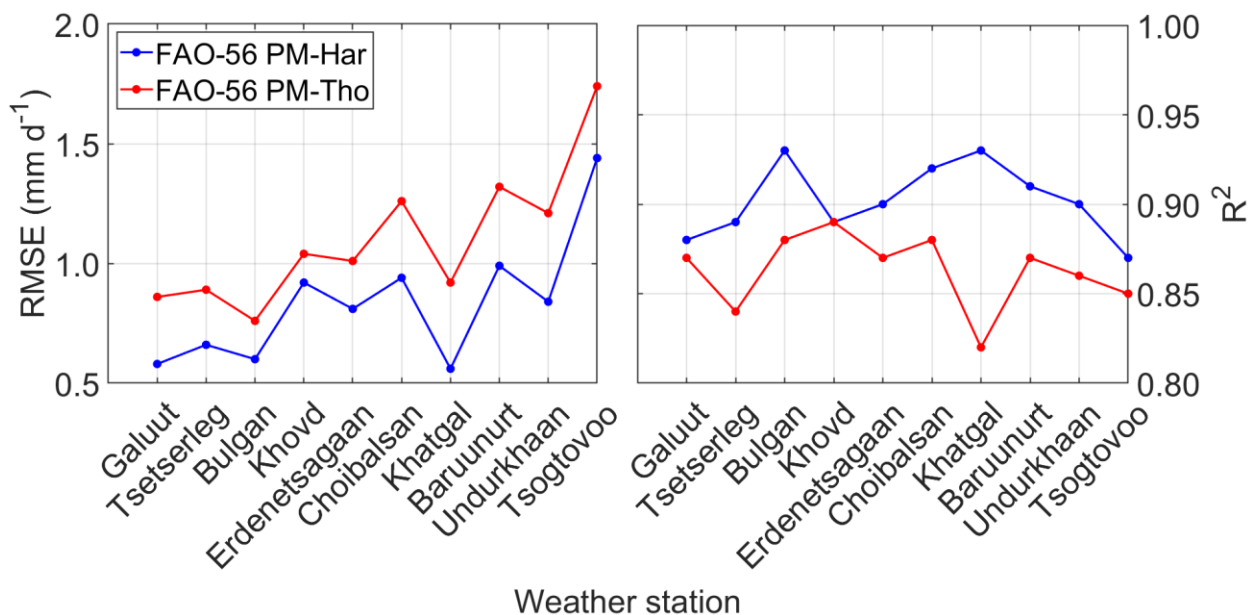 2.0
1.5
1.0
0.5
RMSE (mm d⁻¹)
FAO-56 PM-Har
FAO-56 PM-Tho
Galuut
Tsetserleg
Bulgan
Khovd
Erdenetsagaan
Choibalsan
Khatgal
Baruunurt
Undurkhaan
Tsogtovoo
1.00
0.95
0.90
0.85
0.80
R²
Galuut
Tsetserleg
Bulgan
Khovd
Erdenetsagaan
Choibalsan
Khatgal
Baruunurt
Undurkhaan
Tsogtovoo
Weather station